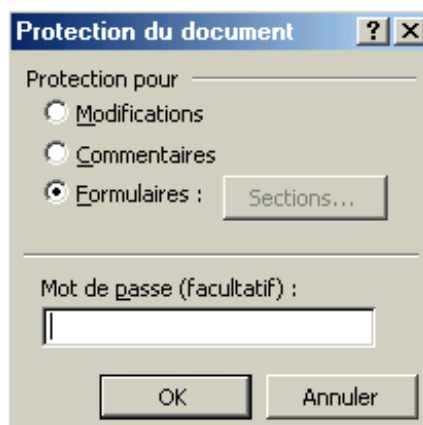 Protection du document
Protection pour
Modifications
Commentaires
Formulaires : Sections...
Mot de passe (facultatif) :
OK Annuler